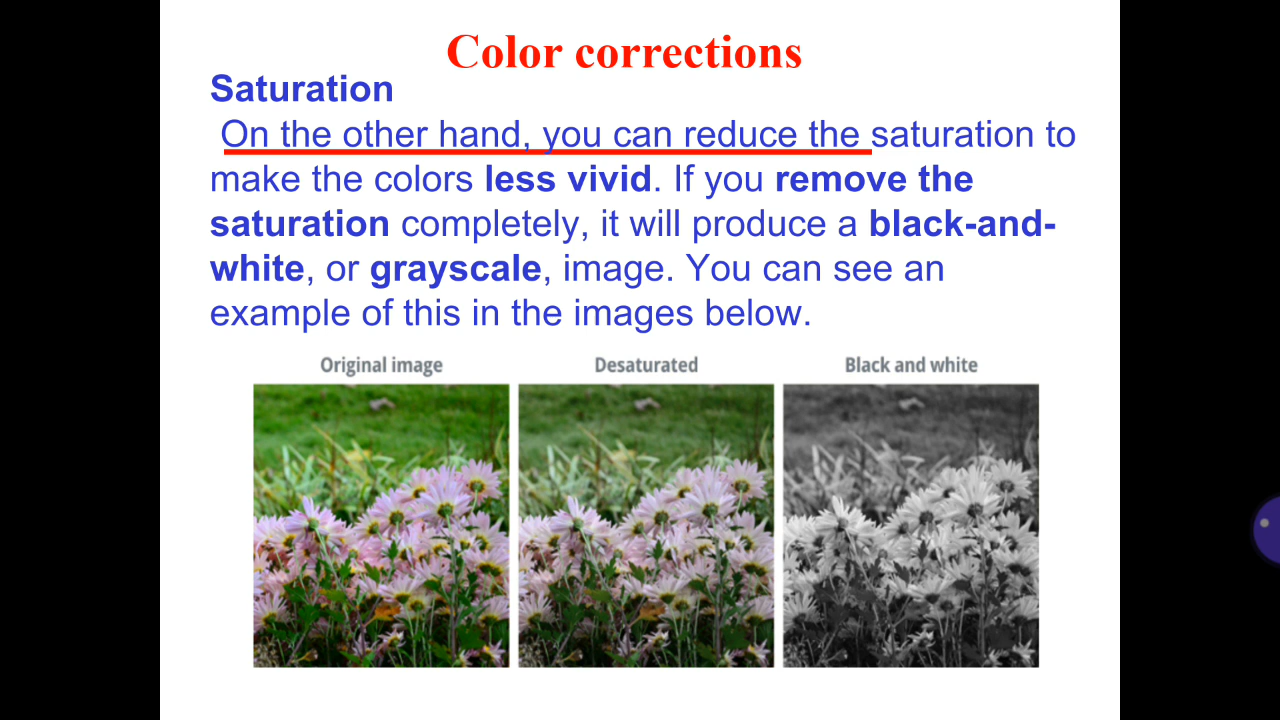 Color corrections
Saturation
On the other hand, you can reduce the saturation to
make the colors less vivid. If you remove the
saturation completely, it will produce a black-and-
white, or grayscale, image. You can see an
example of this in the images below.
Original image
Desaturated
Black and white